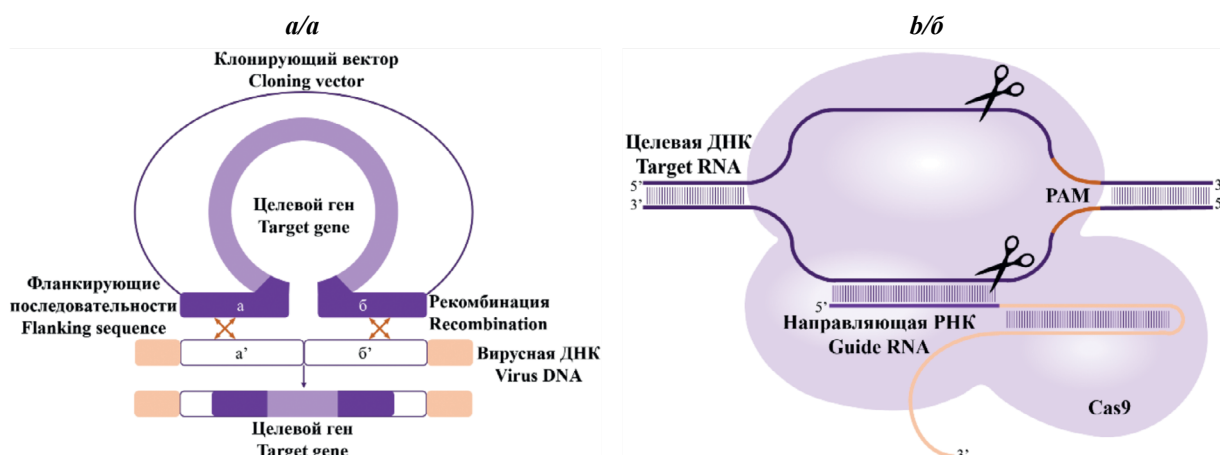 a/a
Клонирующий вектор
Cloning vector
Целевой ген
Target gene
Фланкирующие
последовательности
Flanking sequence
а
б
Рекомбинация
Recombination
а’
б’
Вирусная ДНК
Virus DNA
Целевой ген
Target gene
b/б
Целевая ДНК
Target RNA
5’
3’
PAM
3’
5’
5’
Направляющая РНК
Guide RNA
Cas9
3’